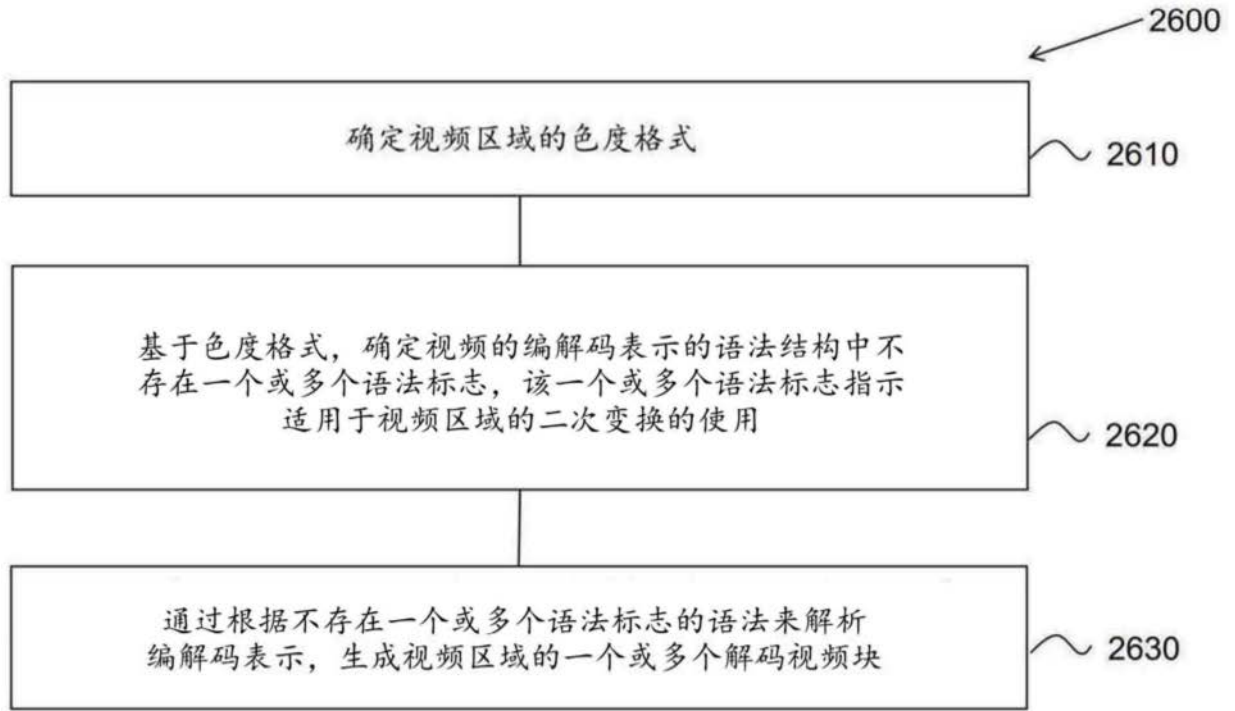 2600
确定视频区域的色度格式
2610
基于色度格式，确定视频的编解码表示的语法结构中不
存在一个或多个语法标志，该一个或多个语法标志指示
适用于视频区域的二次变换的使用
2620
通过根据不存在一个或多个语法标志的语法来解析
编解码表示，生成视频区域的一个或多个解码视频块
2630